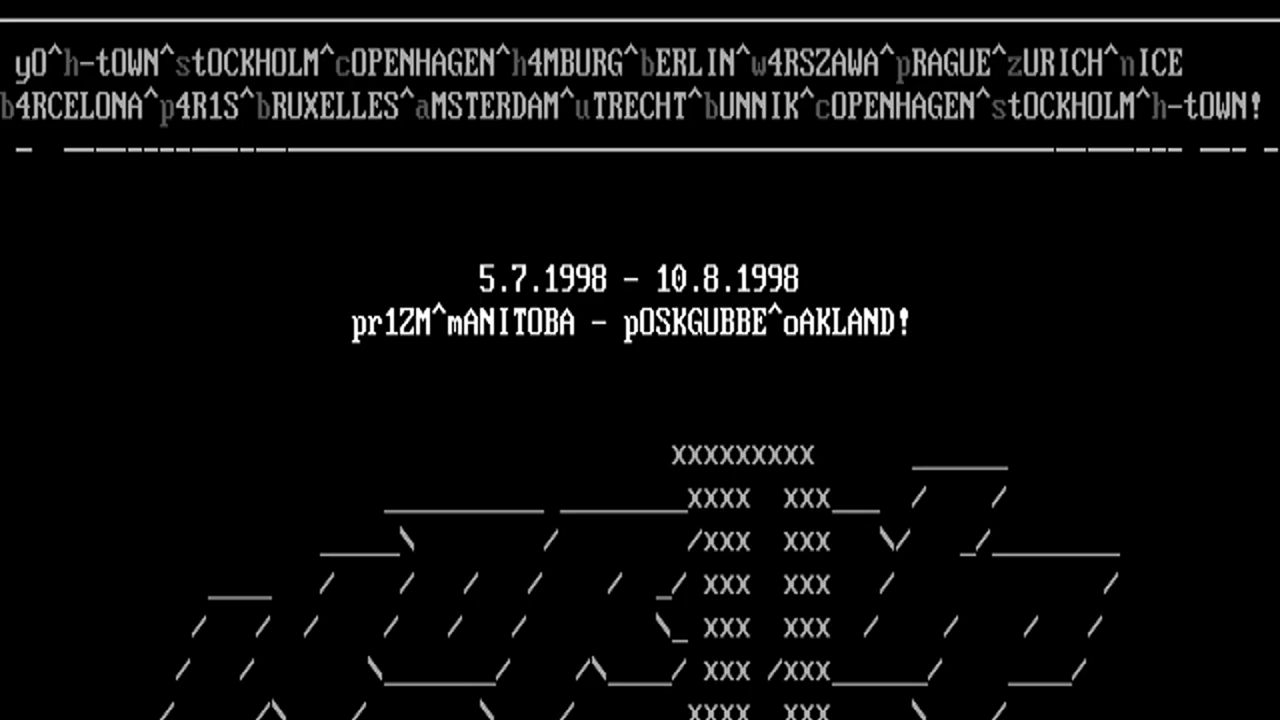 yO^h-tOWN^stOCKHOLM^cOPENHAGEN^h4MBURG^bERLIN^w4RSZAWA^pRAGUE^zURICH^nICE
b4RCELONA^p4R1S^bRUXELLES^aMSTERDAM^uTRECHT^bUNNIK^cOPENHAGEN^stOCKHOLM^h-tOWN!
5.7.1998 - 10.8.1998
pr1ZM^mANITOBA - pOSKGUBBE^oAKLAND!